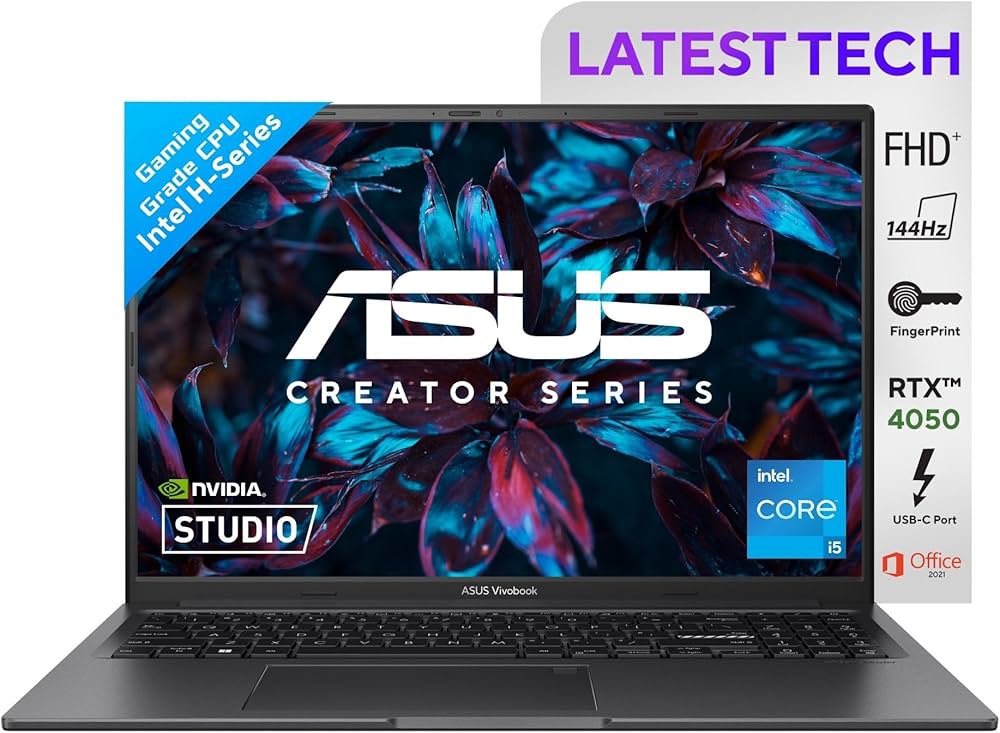 LATEST TECH
Gaming
Grade CPU
Intel H-Series
FHD+
144Hz
FingerPrint
RTX™
4050
USB-C Port
Office
2021
ASUS
CREATOR SERIES
NVIDIA.
STUDIO
intel.
CORE™
i5
ASUS Vivobook